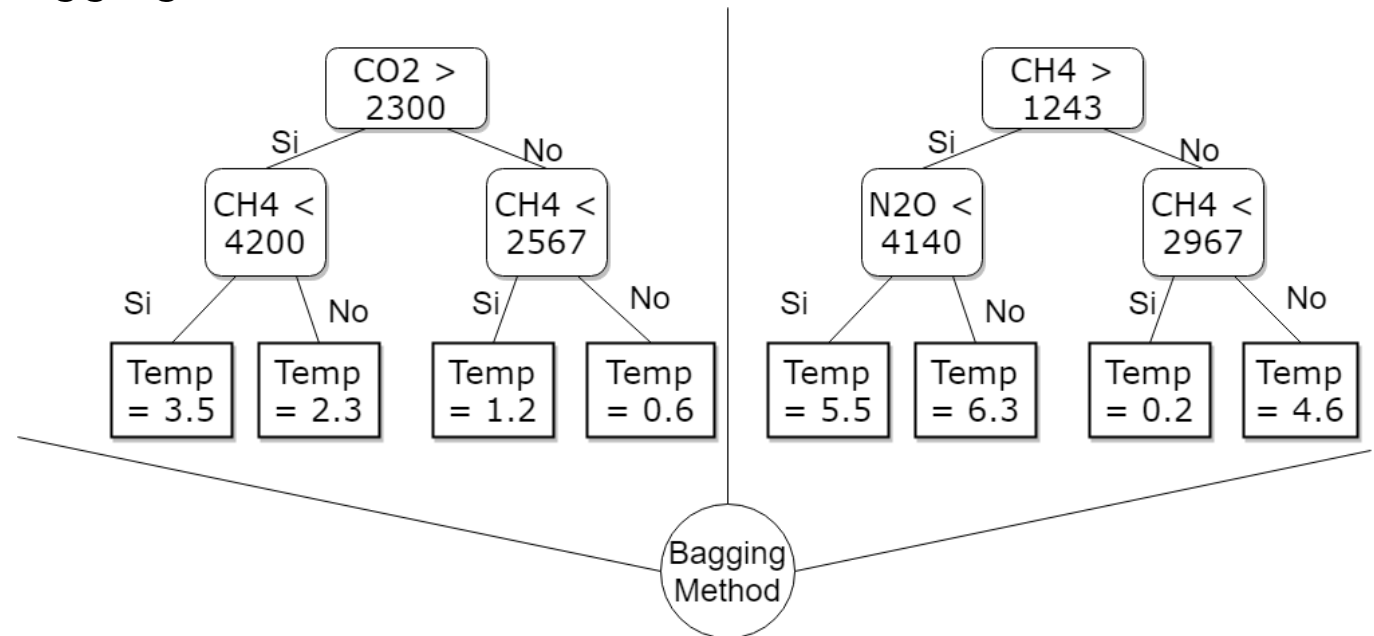 CO2 >
2300
Si
No
CH4 <
4200
CH4 <
2567
Si
No
Si
No
Temp
= 3.5
Temp
= 2.3
Temp
= 1.2
Temp
= 0.6
CH4 >
1243
Si
No
N2O <
4140
CH4 <
2967
Si
No
Si
No
Temp
= 5.5
Temp
= 6.3
Temp
= 0.2
Temp
= 4.6
Bagging
Method